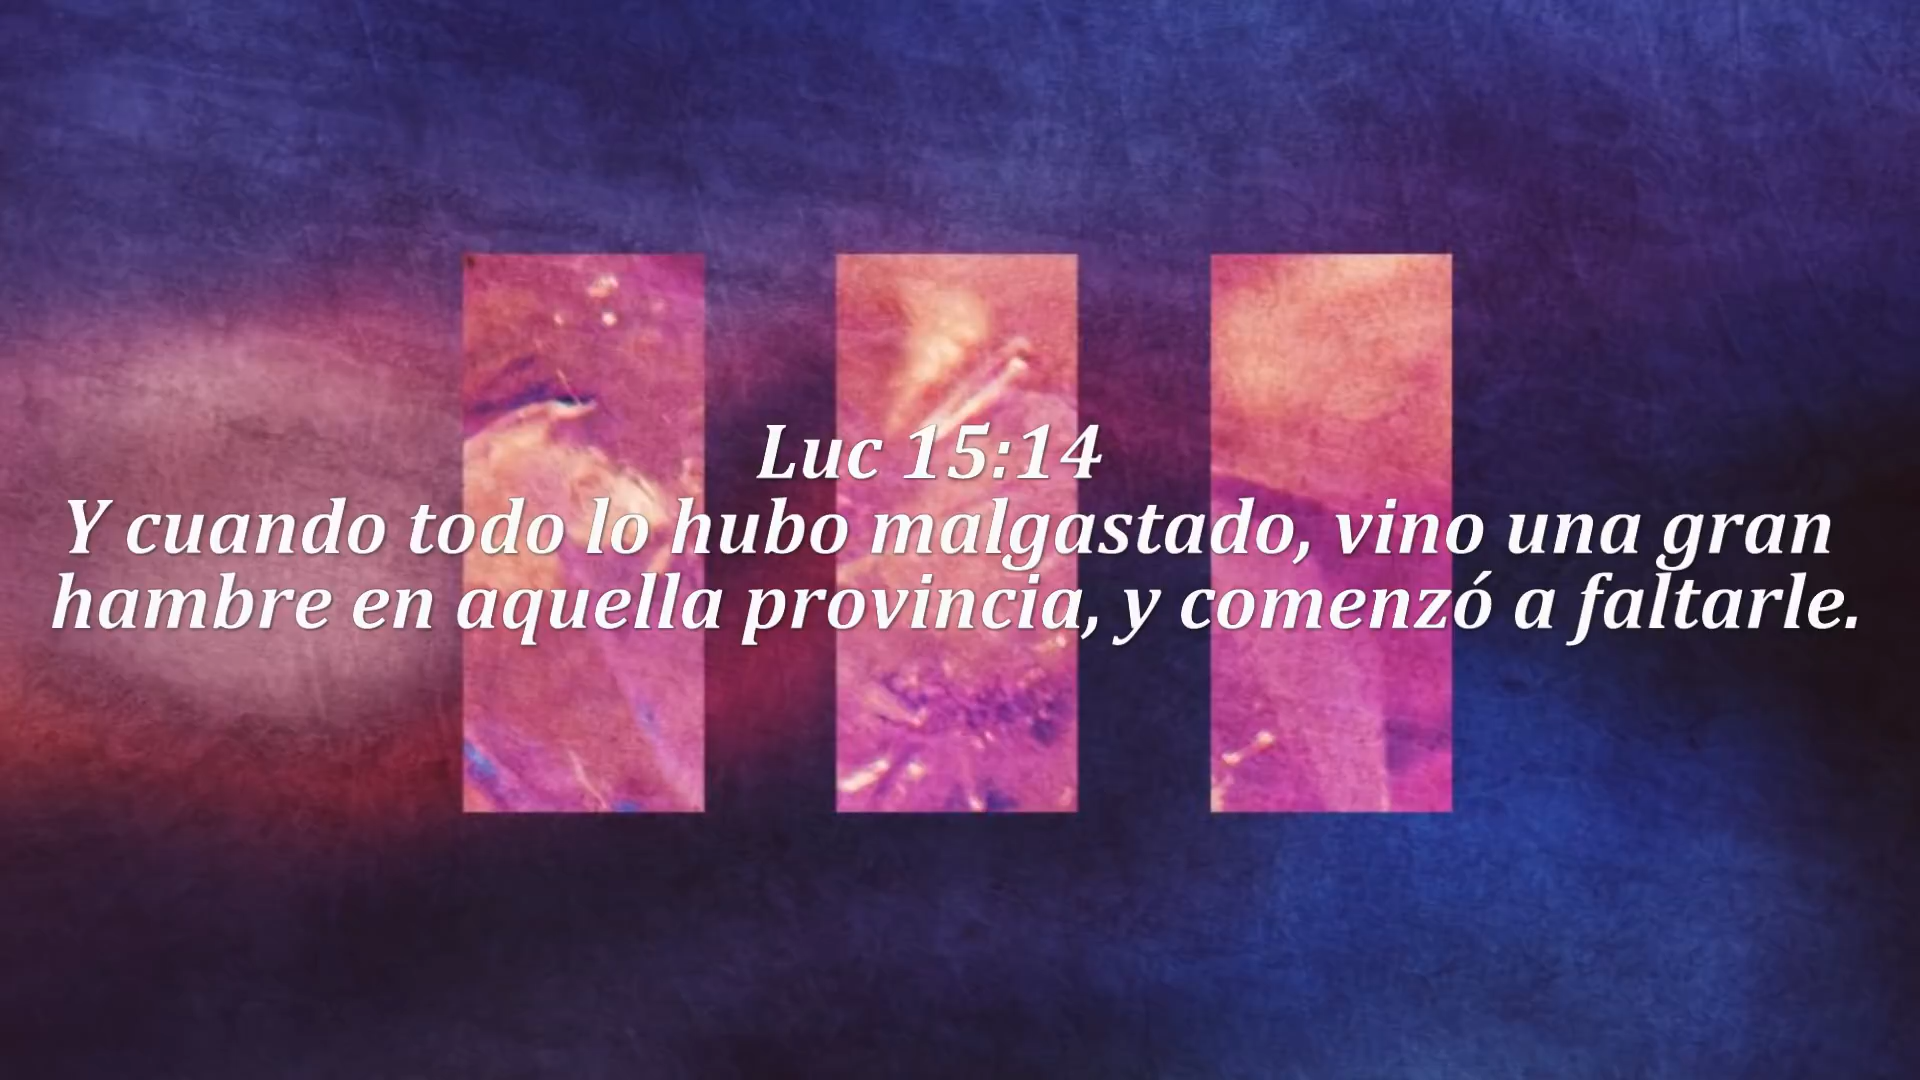 Luc 15:14
Y cuando todo lo hubo malgastado, vino una gran
hambre en aquella provincia, y comenzó a faltarle.